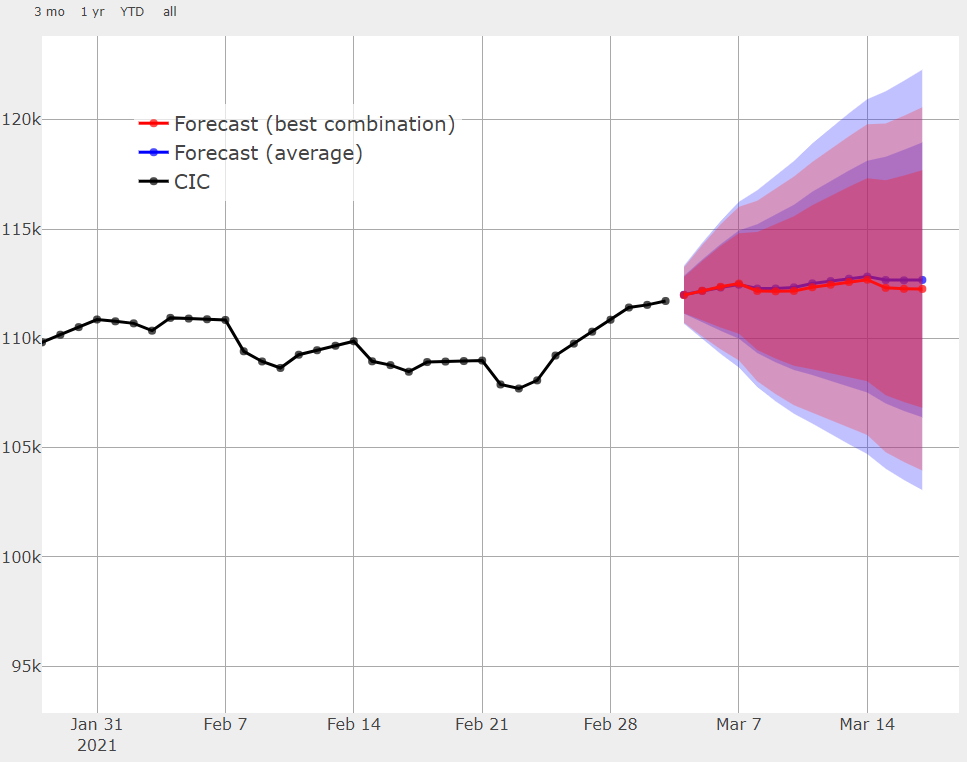 3 mo 1 yr YTD all
120k
Forecast (best combination)
Forecast (average)
CIC
115k
110k
105k
100k
95k
Jan 31 Feb 7 Feb 14 Feb 21 Feb 28 Mar 7 Mar 14
2021